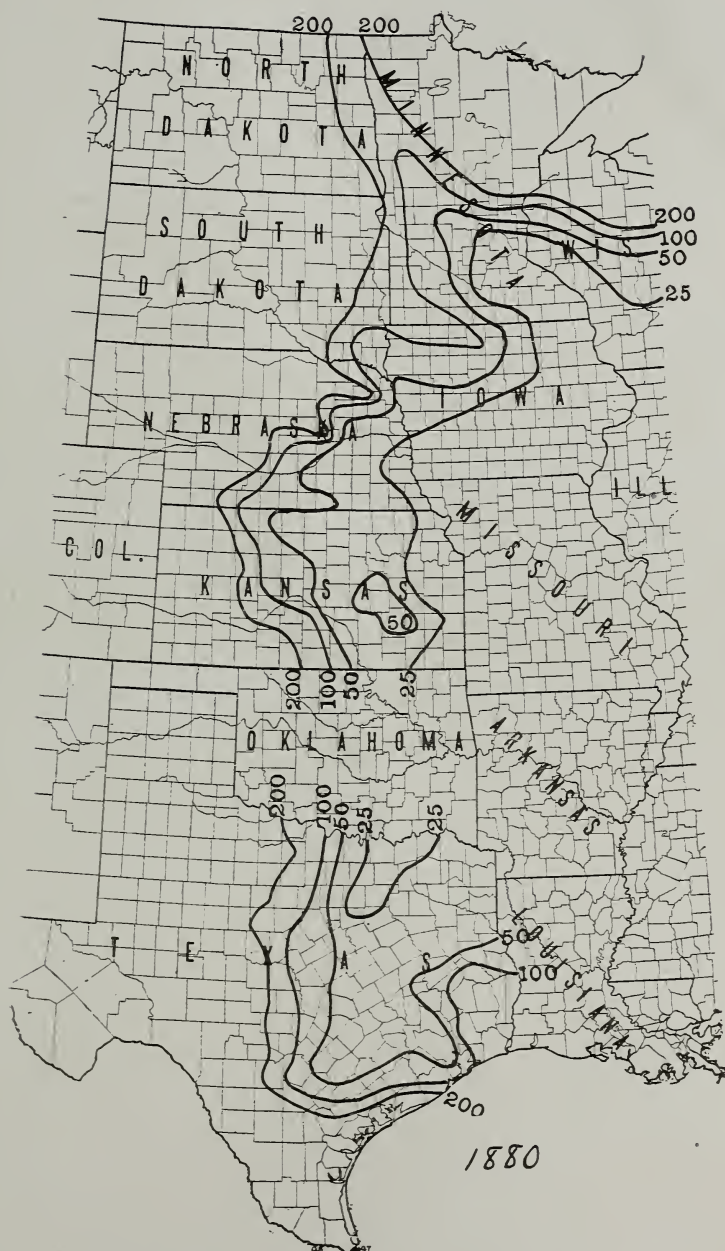 200 200
NORTH
DAKOTA
MINNESOTA
SOUTH
DAKOTA
WIS
200
100
50
25
IOWA
NEBRASKA
ILL
COL.
MISSOURI
KANSAS
50
200 100 50 25
OKLAHOMA
ARKANSAS
200 100 50 25 25
TEXAS
LOUISIANA
50
100
200
1880